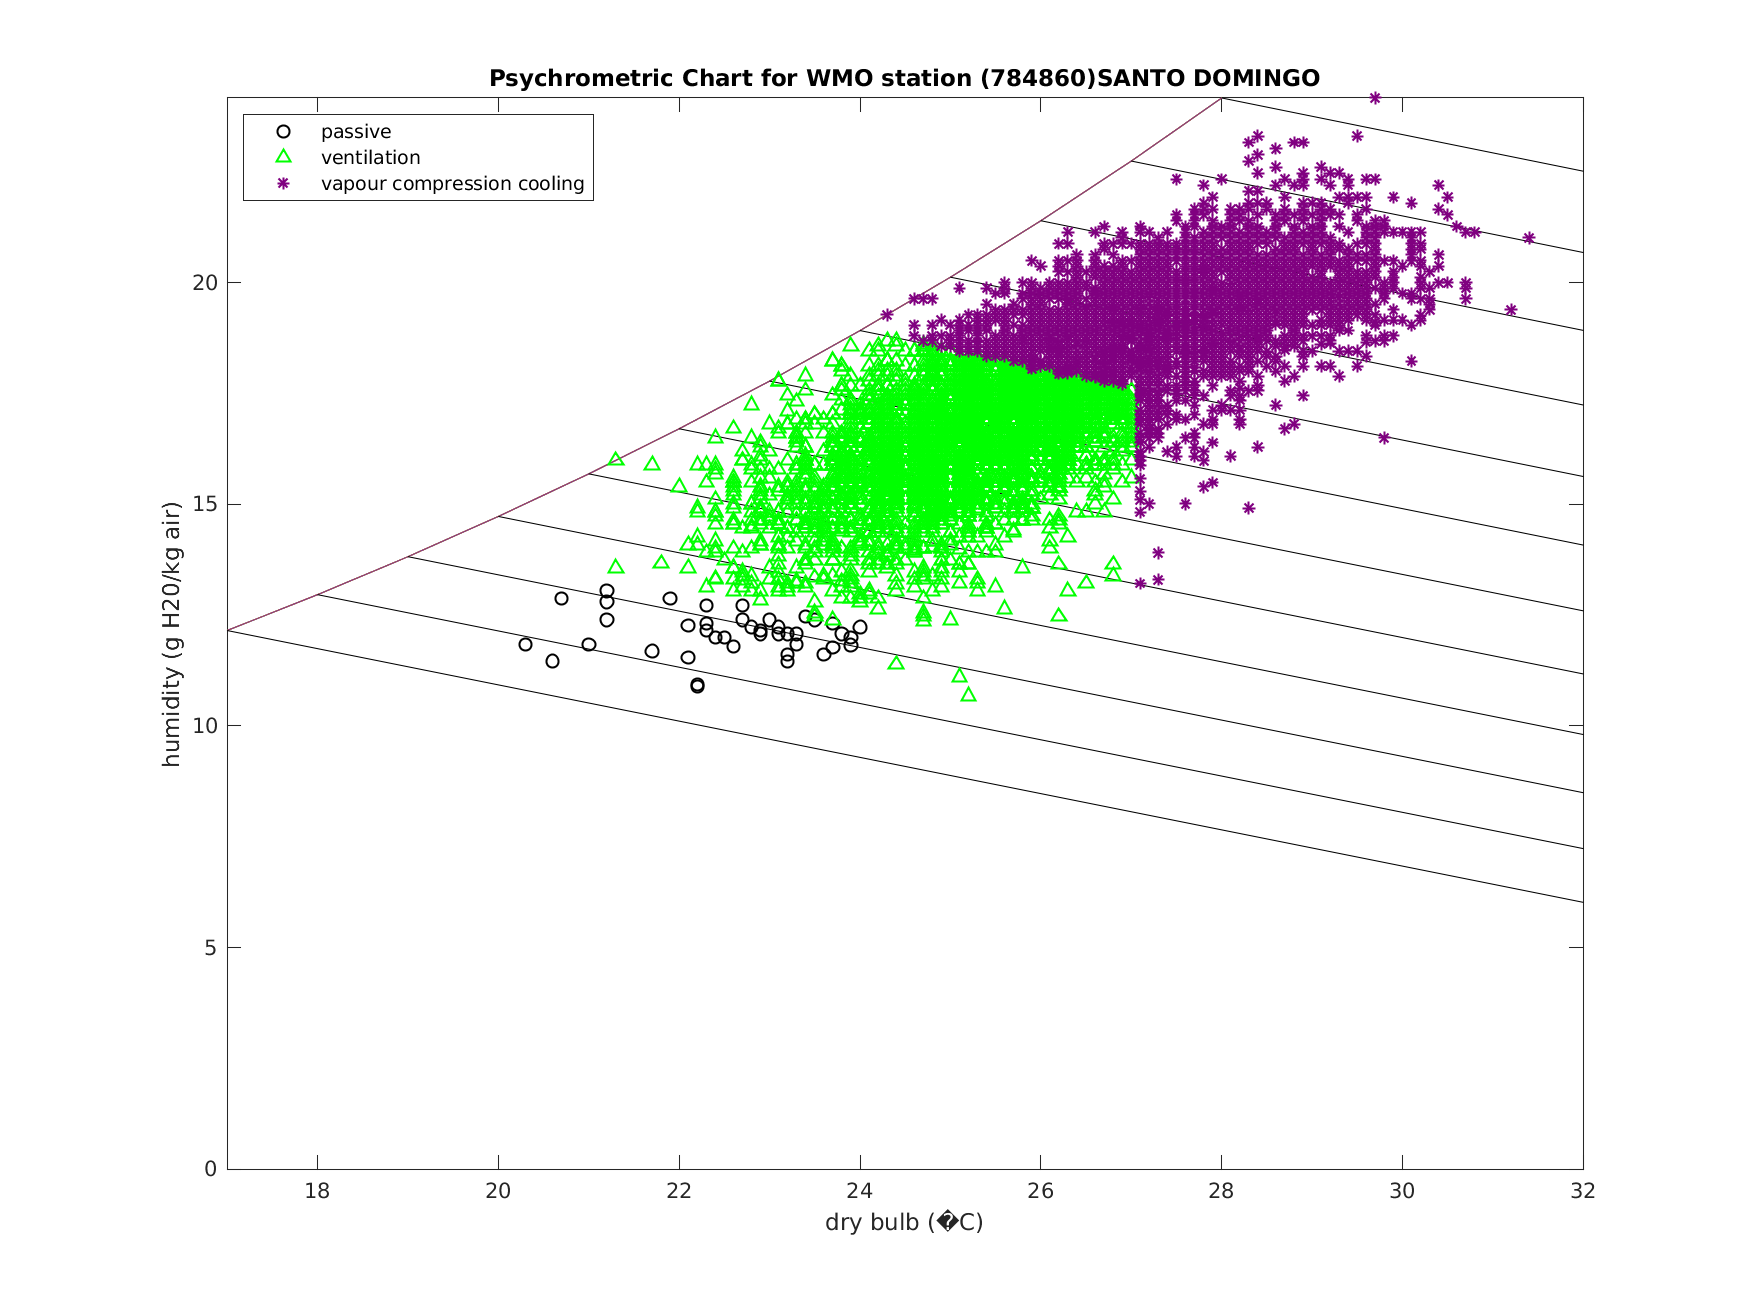 Psychrometric Chart for WMO station (784860)SANTO DOMINGO
passive
ventilation
vapour compression cooling
humidity (g H20/kg air)
20
15
10
5
0
18 20 22 24 26 28 30 32
dry bulb (�C)